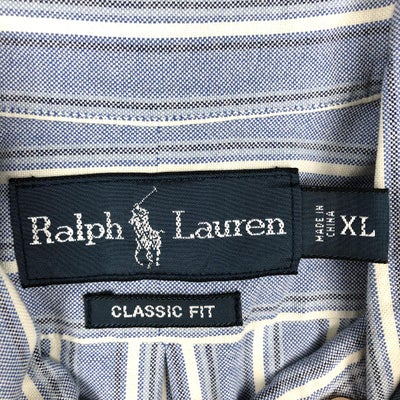 Ralph Lauren
MADE IN
CHINA
XL
CLASSIC FIT